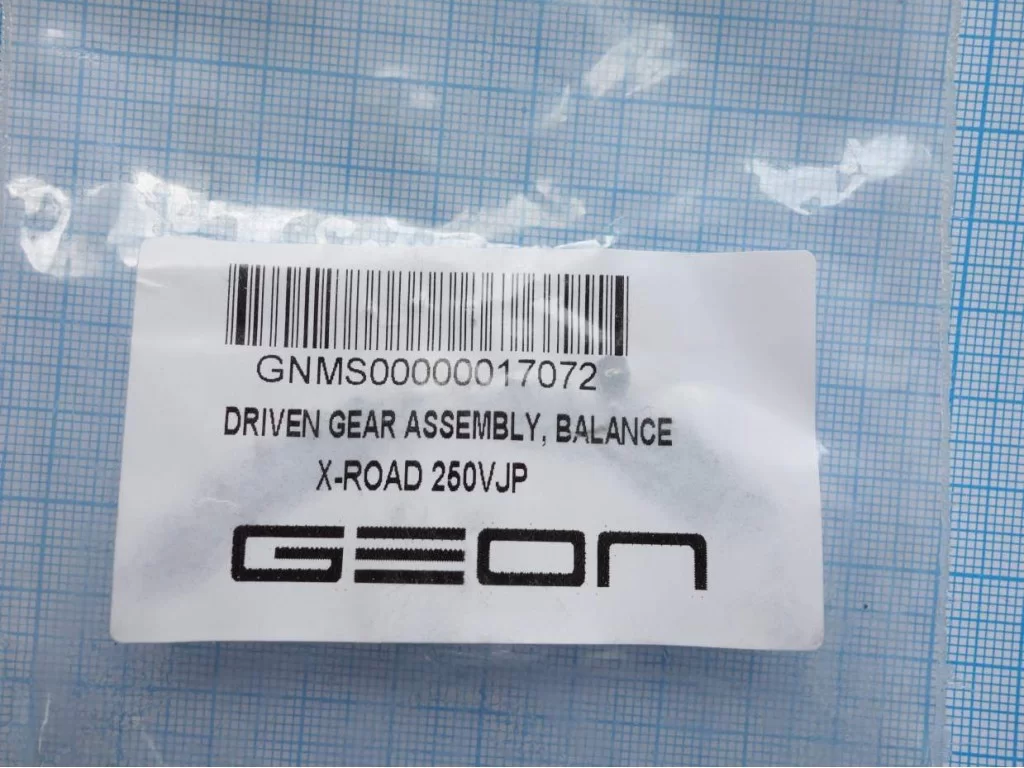 GNMS00000017072
DRIVEN GEAR ASSEMBLY, BALANCE
X-ROAD 250VJP
GEON